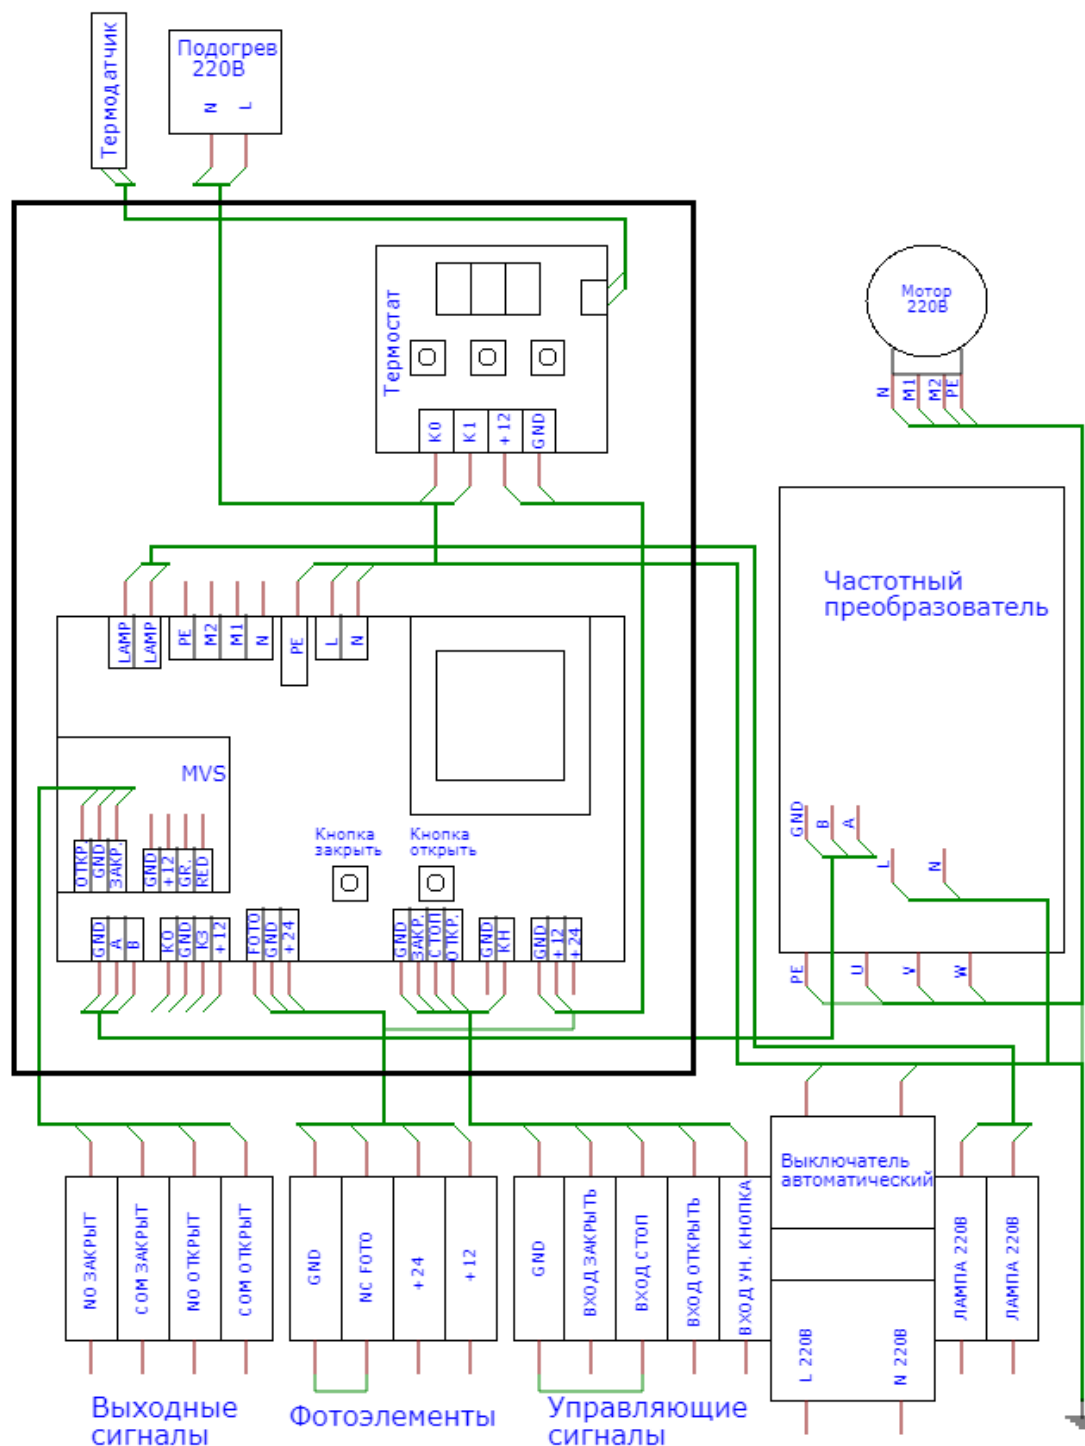 Термодатчик
Подогрев
220В
N
L
Термостат
K0
K1
+12
GND
Мотор
220В
N
M1
M2
PE
Частотный
преобразователь
GND
B
A
L
N
PE
U
V
W
LAMP
LAMP
PE
M2
M1
N
PE
L
N
MVS
ОТКР.
GND
ЗАКР.
GND
+12
GR.
RED
Кнопка
закрыть
Кнопка
открыть
GND
A
B
KO
GND
КЗ
+12
FOTO
GND
+24
GND
ЗАКР.
СТОП
ОТКР.
GND
КН
GND
+12
+24
NO ЗАКРЫТ
COM ЗАКРЫТ
NO ОТКРЫТ
COM ОТКРЫТ
GND
NC FOTO
+24
+12
GND
ВХОД ЗАКРЫТЬ
ВХОД СТОП
ВХОД ОТКРЫТЬ
ВХОД УН. КНОПКА
Выключатель
автоматический
L 220В
N 220В
ЛАМПА 220В
ЛАМПА 220В
Выходные
сигналы
Фотоэлементы
Управляющие
сигналы